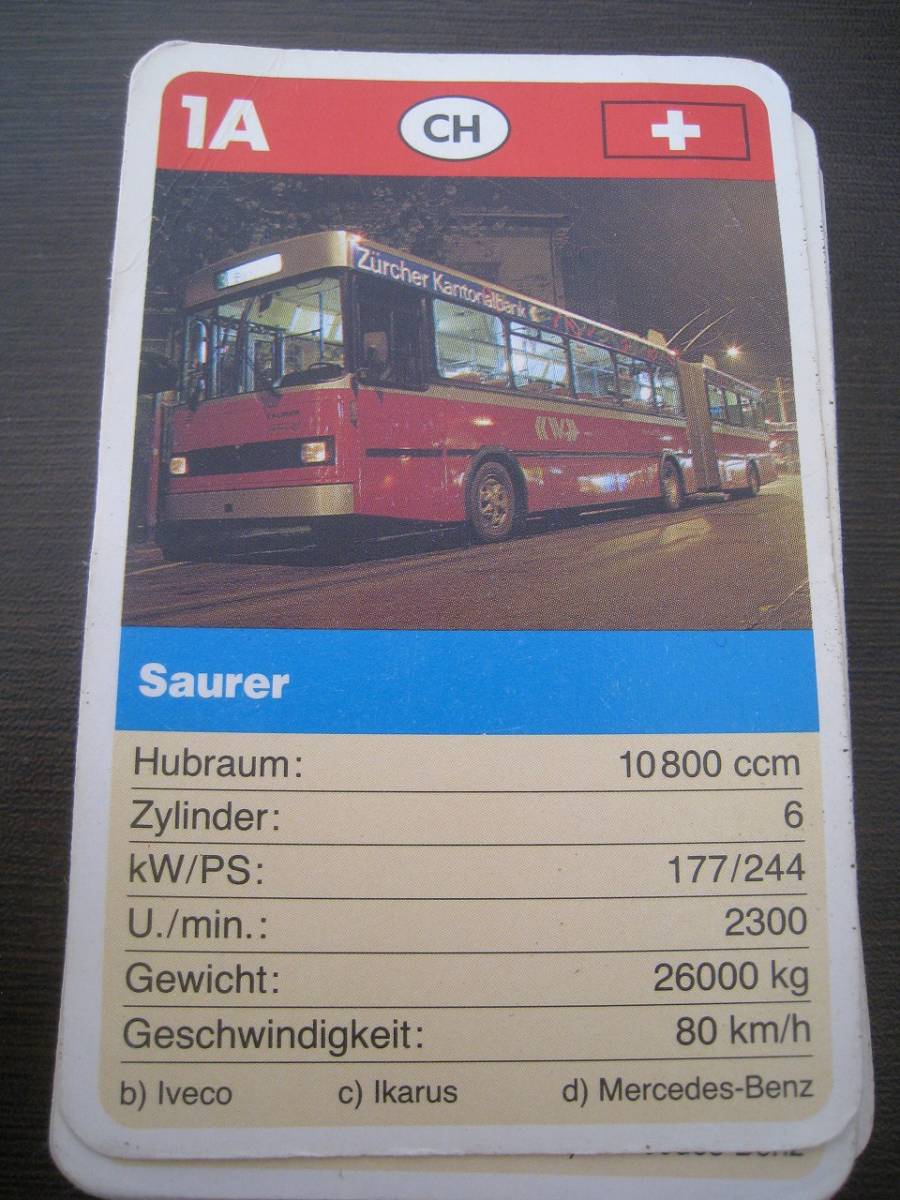 1A CH
Zürcher Kantonalbank
Saurer
Hubraum: 10800 ccm
Zylinder: 6
kW/PS: 177/244
U./min.: 2300
Gewicht: 26000 kg
Geschwindigkeit: 80 km/h
b) Iveco c) Ikarus d) Mercedes-Benz